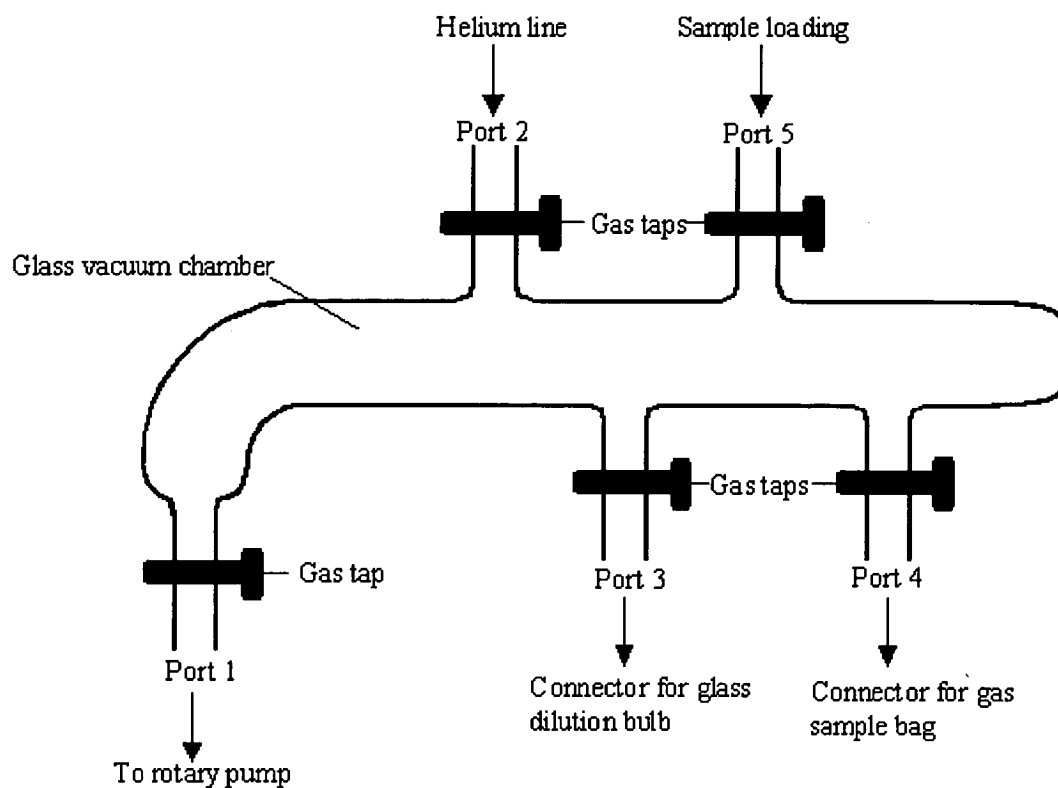 Helium line
Sample loading
Port 2
Port 5
Gas taps
Glass vacuum chamber
Gas taps
Gas tap
Port 3
Port 4
Port 1
Connector for glass
dilution bulb
Connector for gas
sample bag
To rotary pump